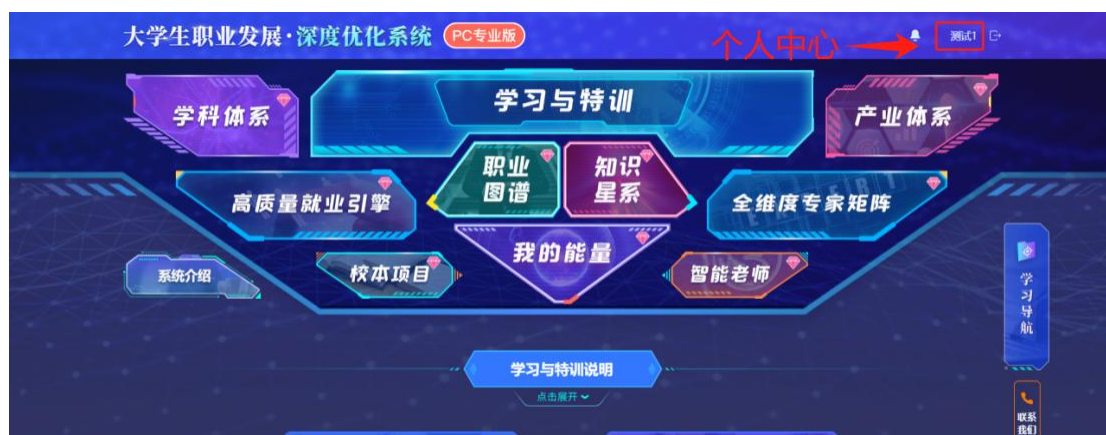 大学生职业发展·深度优化系统 PC专业版
个人中心
测试1
学科体系
学习与特训
产业体系
职业
图谱
知识
星系
高质量就业引擎
全维度专家矩阵
我的能量
系统介绍
校本项目
智能老师
学习导航
学习与特训说明
点击展开
联系
我们